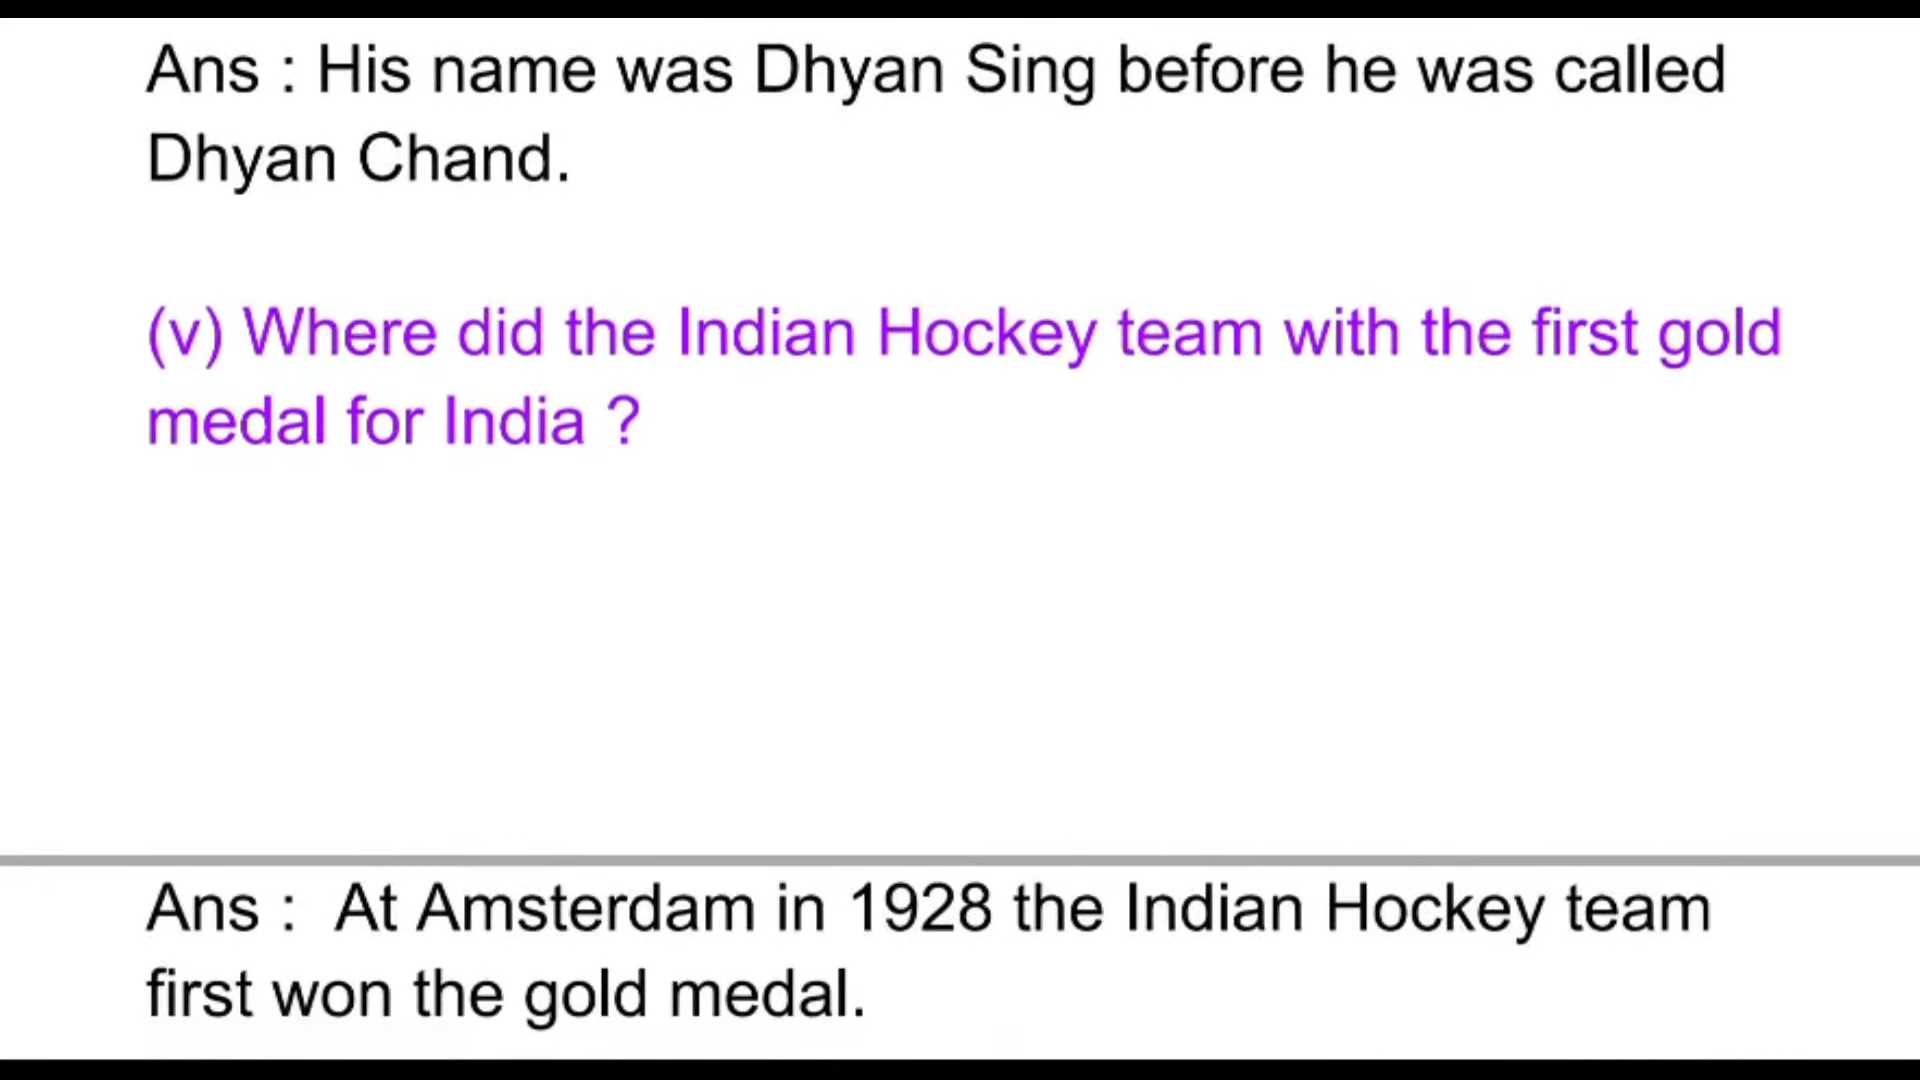 Ans : His name was Dhyan Sing before he was called
Dhyan Chand.
(v) Where did the Indian Hockey team with the first gold
medal for India ?
Ans :  At Amsterdam in 1928 the Indian Hockey team
first won the gold medal.